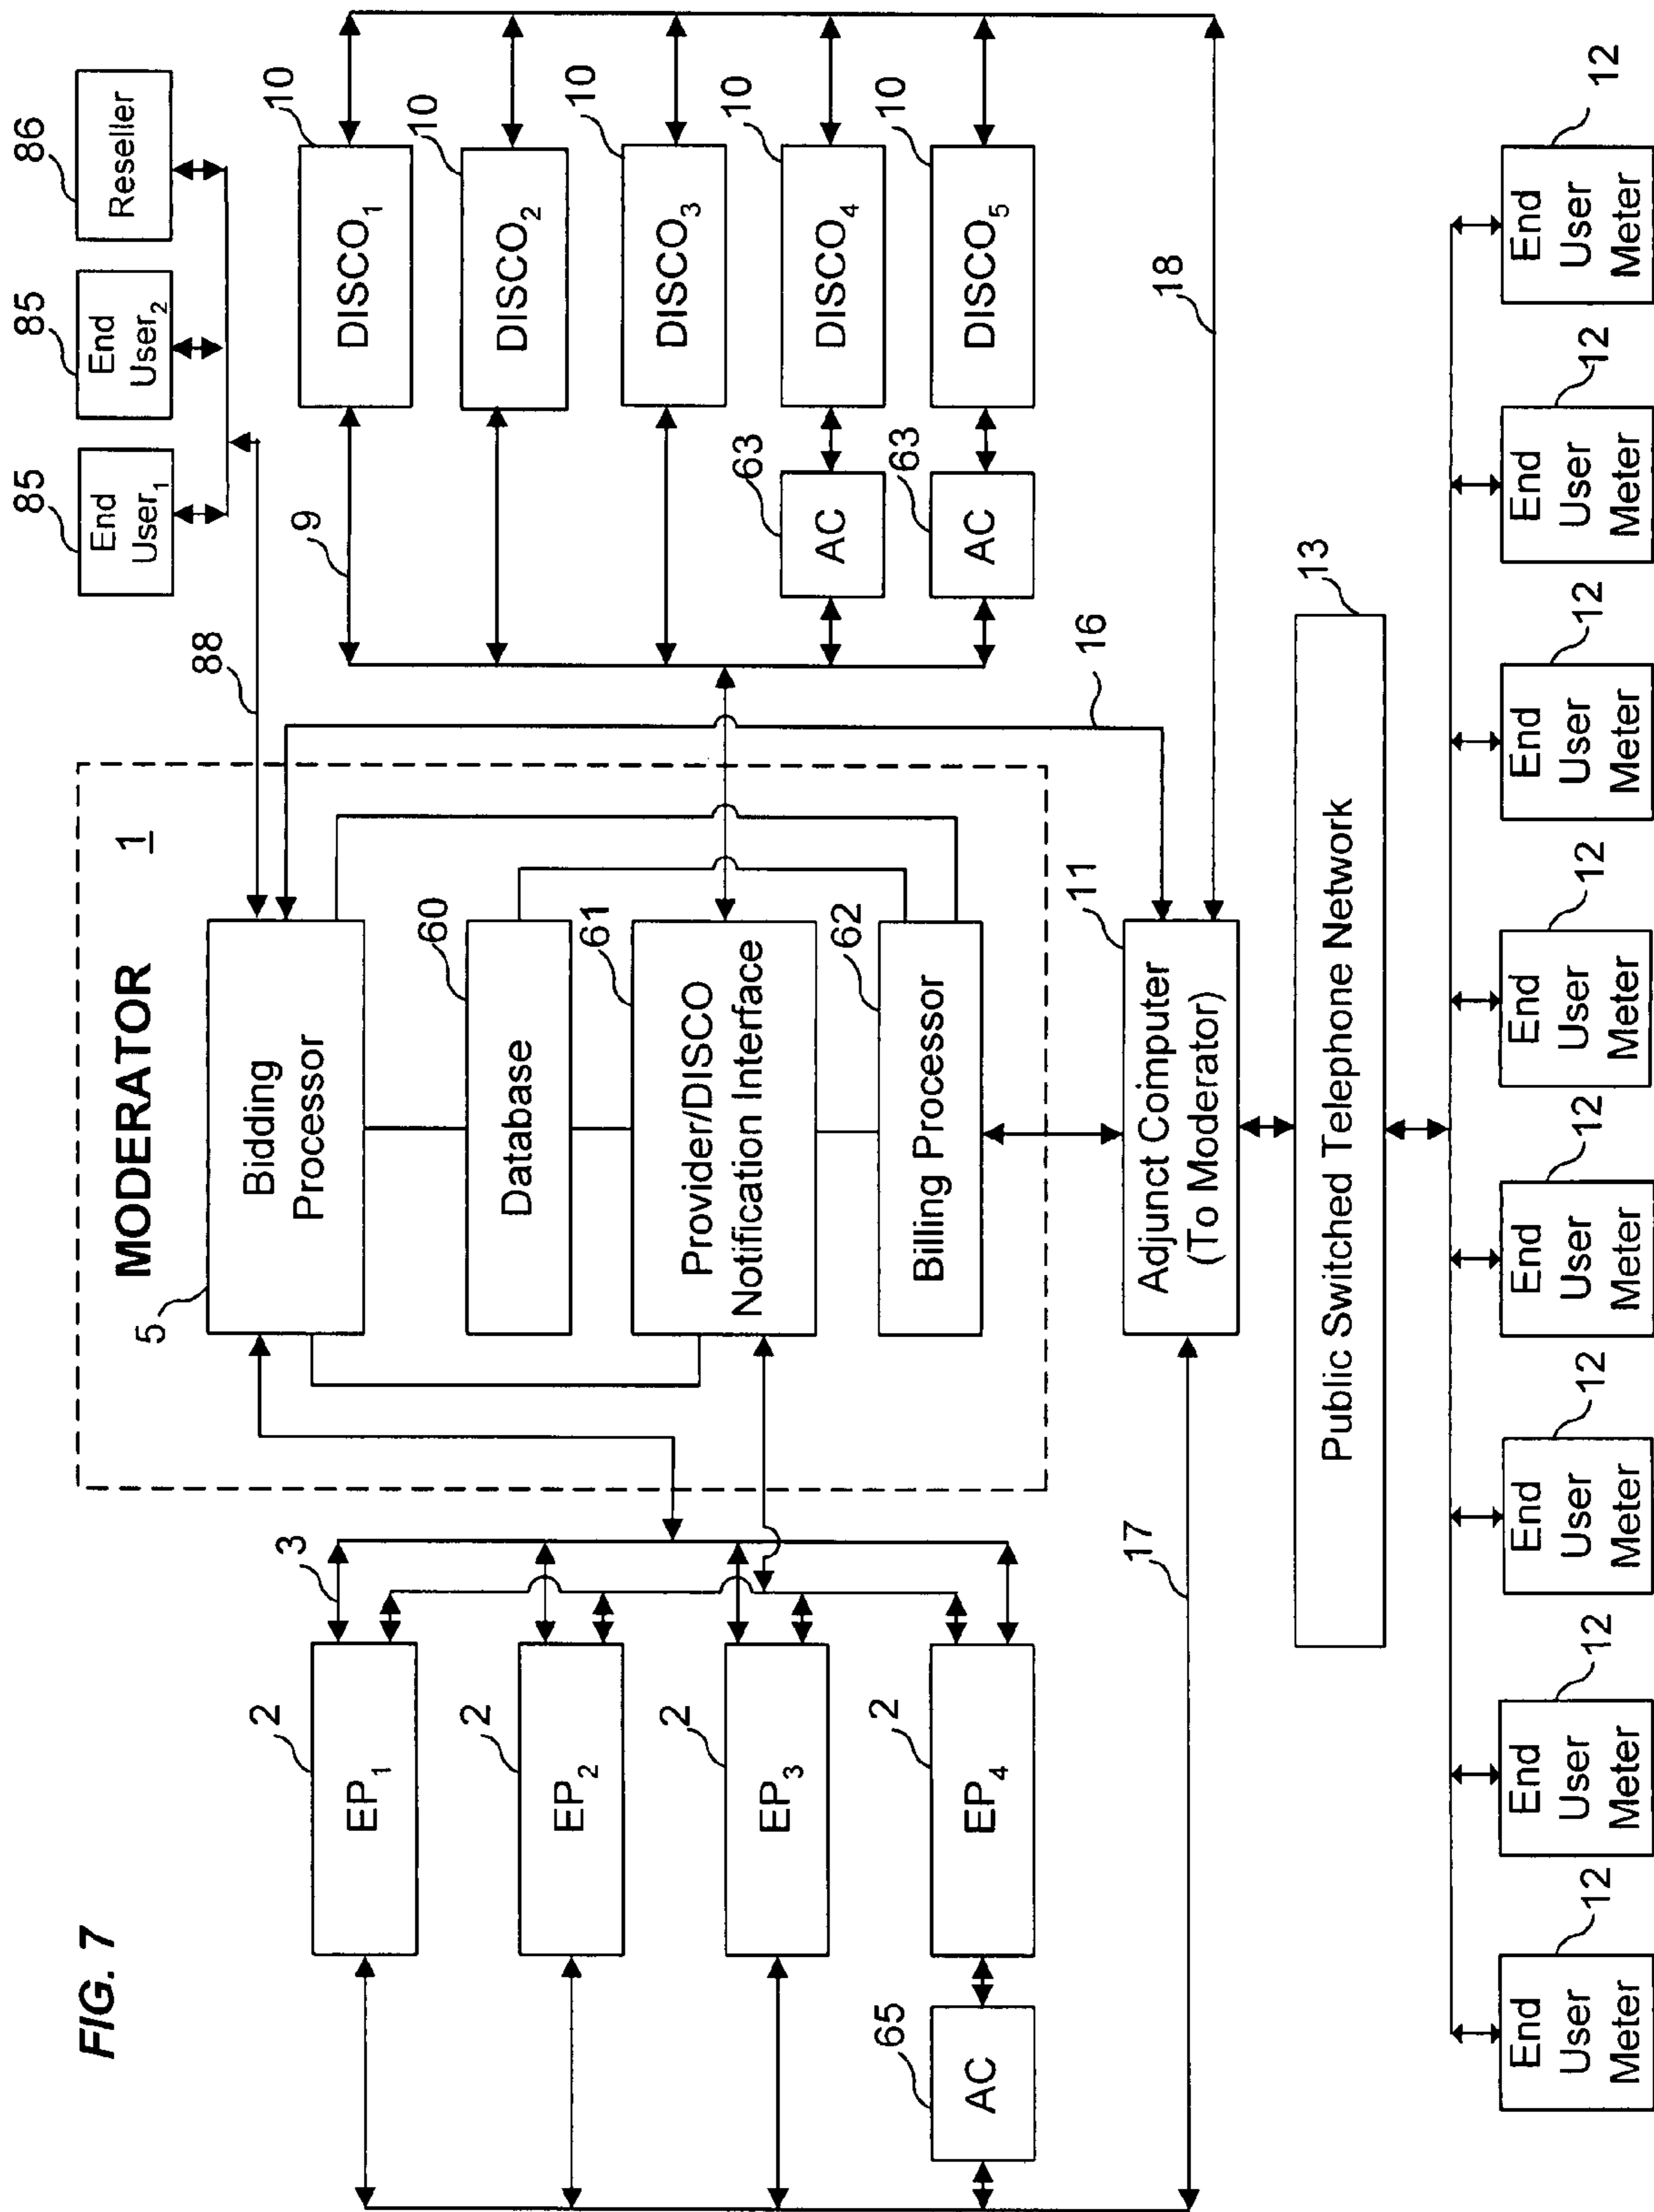 FIG. 7
MODERATOR
1
5
Bidding
Processor
60
Database
61
Provider/DISCO
Notification Interface
62
Billing Processor
2
EP1
2
EP2
2
EP3
2
EP4
3
65
AC
17
85
End
User1
85
End
User2
86
Reseller
88
9
10
DISCO1
10
DISCO2
10
DISCO3
10
DISCO4
10
DISCO5
63
AC
63
AC
16
18
11
Adjunct Computer
(To Moderator)
13
Public Switched Telephone Network
12
End
User
Meter
12
End
User
Meter
12
End
User
Meter
12
End
User
Meter
12
End
User
Meter
12
End
User
Meter
12
End
User
Meter
12
End
User
Meter